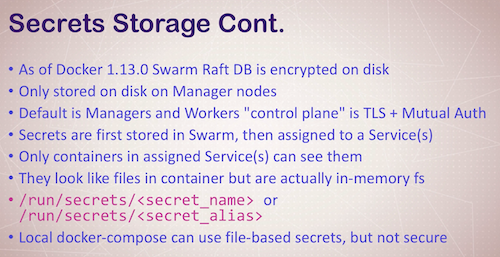 Secrets Storage Cont.
• As of Docker 1.13.0 Swarm Raft DB is encrypted on disk
• Only stored on disk on Manager nodes
• Default is Managers and Workers "control plane" is TLS + Mutual Auth
• Secrets are first stored in Swarm, then assigned to a Service(s)
• Only containers in assigned Service(s) can see them
• They look like files in container but are actually in-memory fs
• /run/secrets/<secret_name> or
/run/secrets/<secret_alias>
• Local docker-compose can use file-based secrets, but not secure